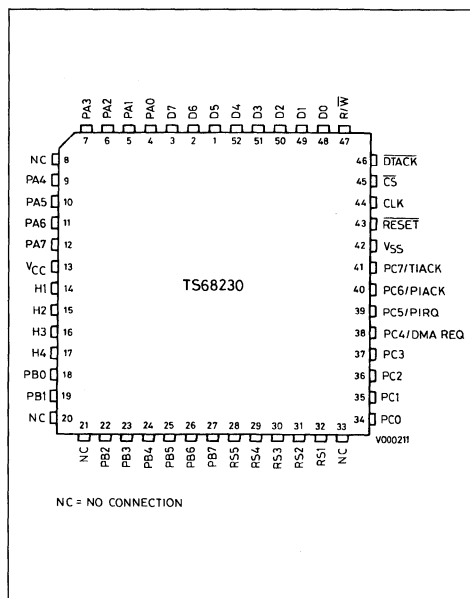 PA3 PA2 PA1 PA0 D7 D6 D5 D4 D3 D2 D1 D0 R/W̅
7 6 5 4 3 2 1 52 51 50 49 48 47
NC 8
PA4 9
PA5 10
PA6 11
PA7 12
VCC 13
H1 14
H2 15
H3 16
H4 17
PB0 18
PB1 19
NC 20
TS68230
46 D̅T̅A̅C̅K̅
45 C̅S̅
44 CLK
43 R̅E̅S̅E̅T̅
42 VSS
41 PC7/TIACK
40 PC6/PIACK
39 PC5/PIRQ
38 PC4/DMA REQ
37 PC3
36 PC2
35 PC1
34 PC0
21 22 23 24 25 26 27 28 29 30 31 32 33
NC PB2 PB3 PB4 PB5 PB6 PB7 RS5 RS4 RS3 RS2 RS1 NC
V000211
NC = NO CONNECTION